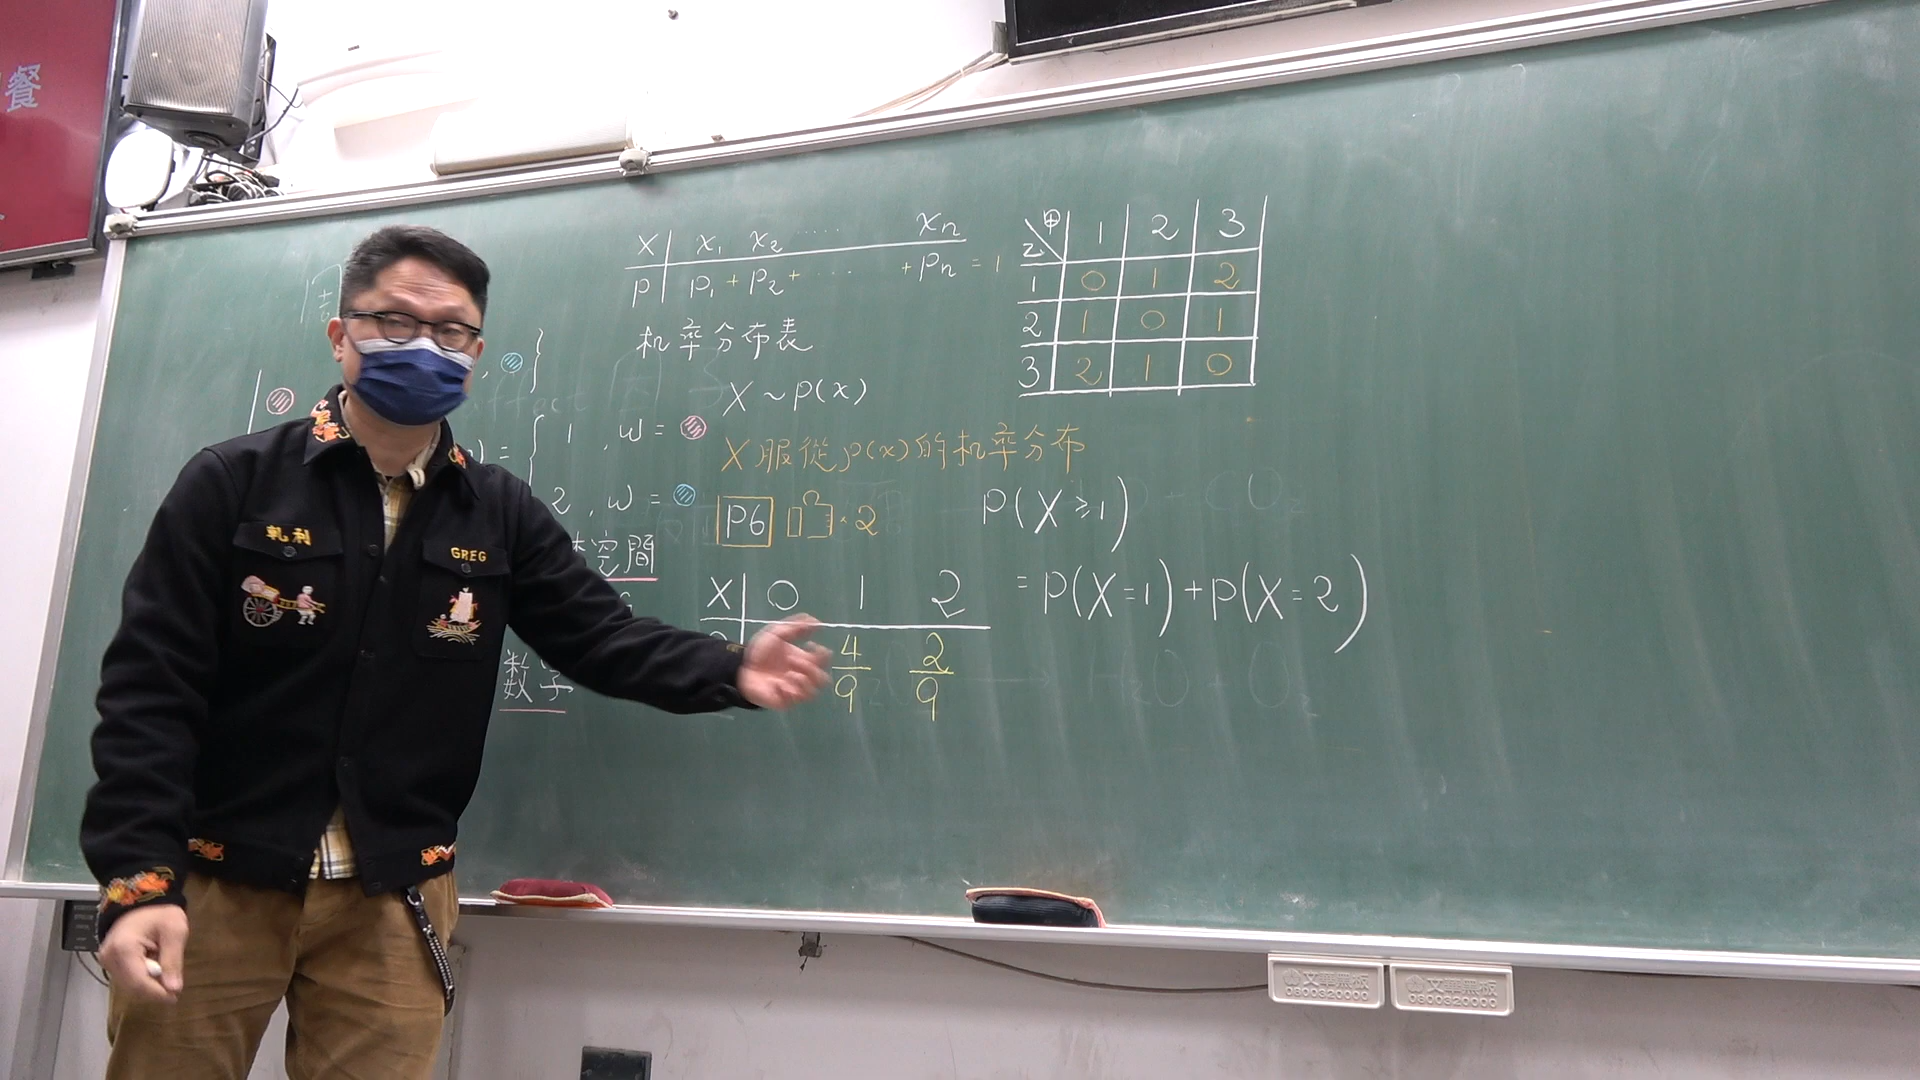 餐
X x₁ x₂ ...... xₙ
P P₁ + P₂ + ...... + Pₙ = 1
机率分布表
X ~ P(x)
X服從P(x)的机率分布
甲
乙 1 2 3
1 0 1 2
2 1 0 1
3 2 1 0
, }
) = { 1 , w =
2 , w =
空間
数字
P6 ×2
X 0 1 2
4/9 2/9
P(X≥1)
= P(X=1)+P(X=2)
乾利
GREG
文華黑板
0800320000
文華黑板
0800320000